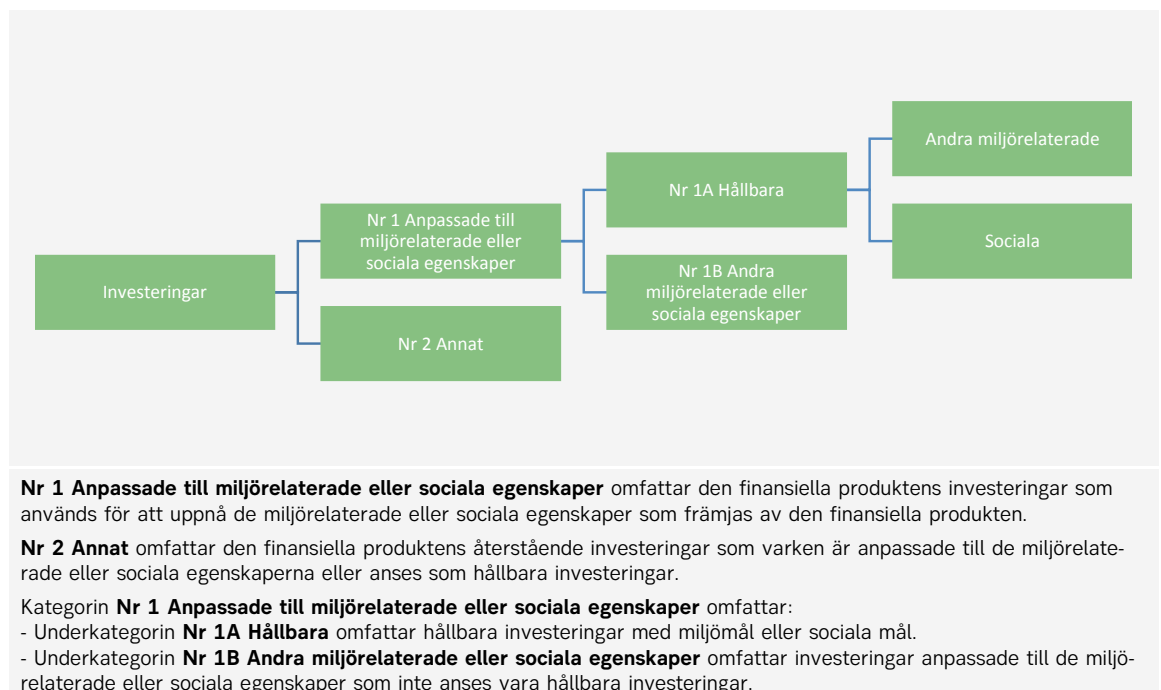 Andra miljörelaterade
Nr 1A Hållbara
Nr 1 Anpassade till
miljörelaterade eller
sociala egenskaper
Sociala
Investeringar
Nr 1B Andra
miljörelaterade eller
sociala egenskaper
Nr 2 Annat
Nr 1 Anpassade till miljörelaterade eller sociala egenskaper omfattar den finansiella produktens investeringar som
används för att uppnå de miljörelaterade eller sociala egenskaper som främjas av den finansiella produkten.
Nr 2 Annat omfattar den finansiella produktens återstående investeringar som varken är anpassade till de miljörelate-
rade eller sociala egenskaperna eller anses som hållbara investeringar.
Kategorin Nr 1 Anpassade till miljörelaterade eller sociala egenskaper omfattar:
- Underkategorin Nr 1A Hållbara omfattar hållbara investeringar med miljömål eller sociala mål.
- Underkategorin Nr 1B Andra miljörelaterade eller sociala egenskaper omfattar investeringar anpassade till de miljö-
relaterade eller sociala egenskaper som inte anses vara hållbara investeringar.